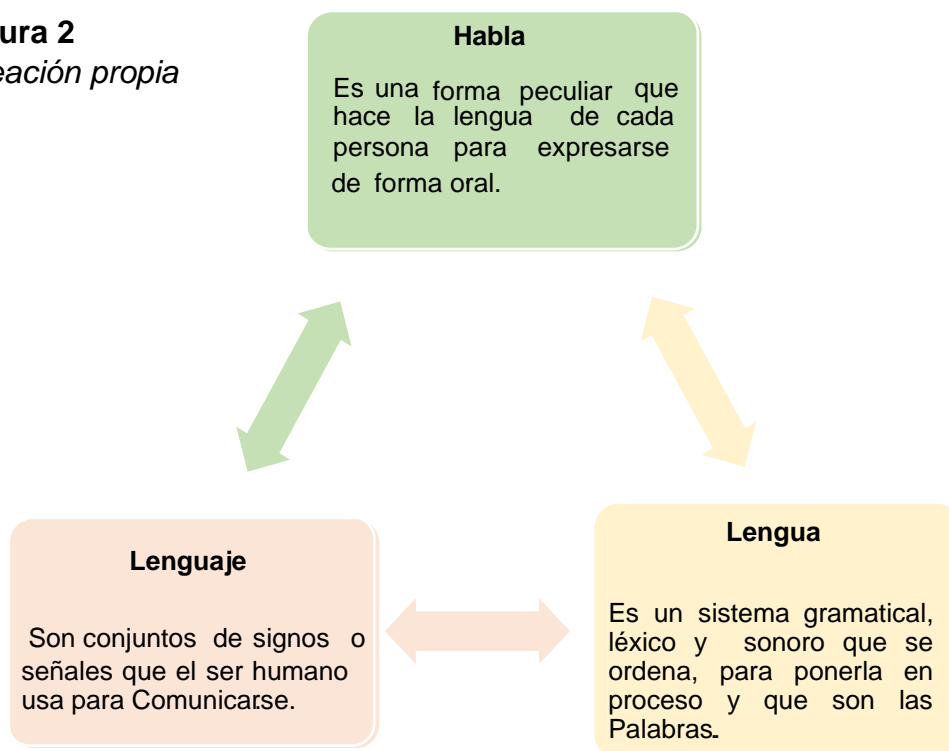 ura 2
eación propia
Habla
Es una forma peculiar que
hace la lengua de cada
persona para expresarse
de forma oral.
Lenguaje
Son conjuntos de signos o
señales que el ser humano
usa para Comunicarse.
Lengua
Es un sistema gramatical,
léxico y sonoro que se
ordena, para ponerla en
proceso y que son las
Palabras.